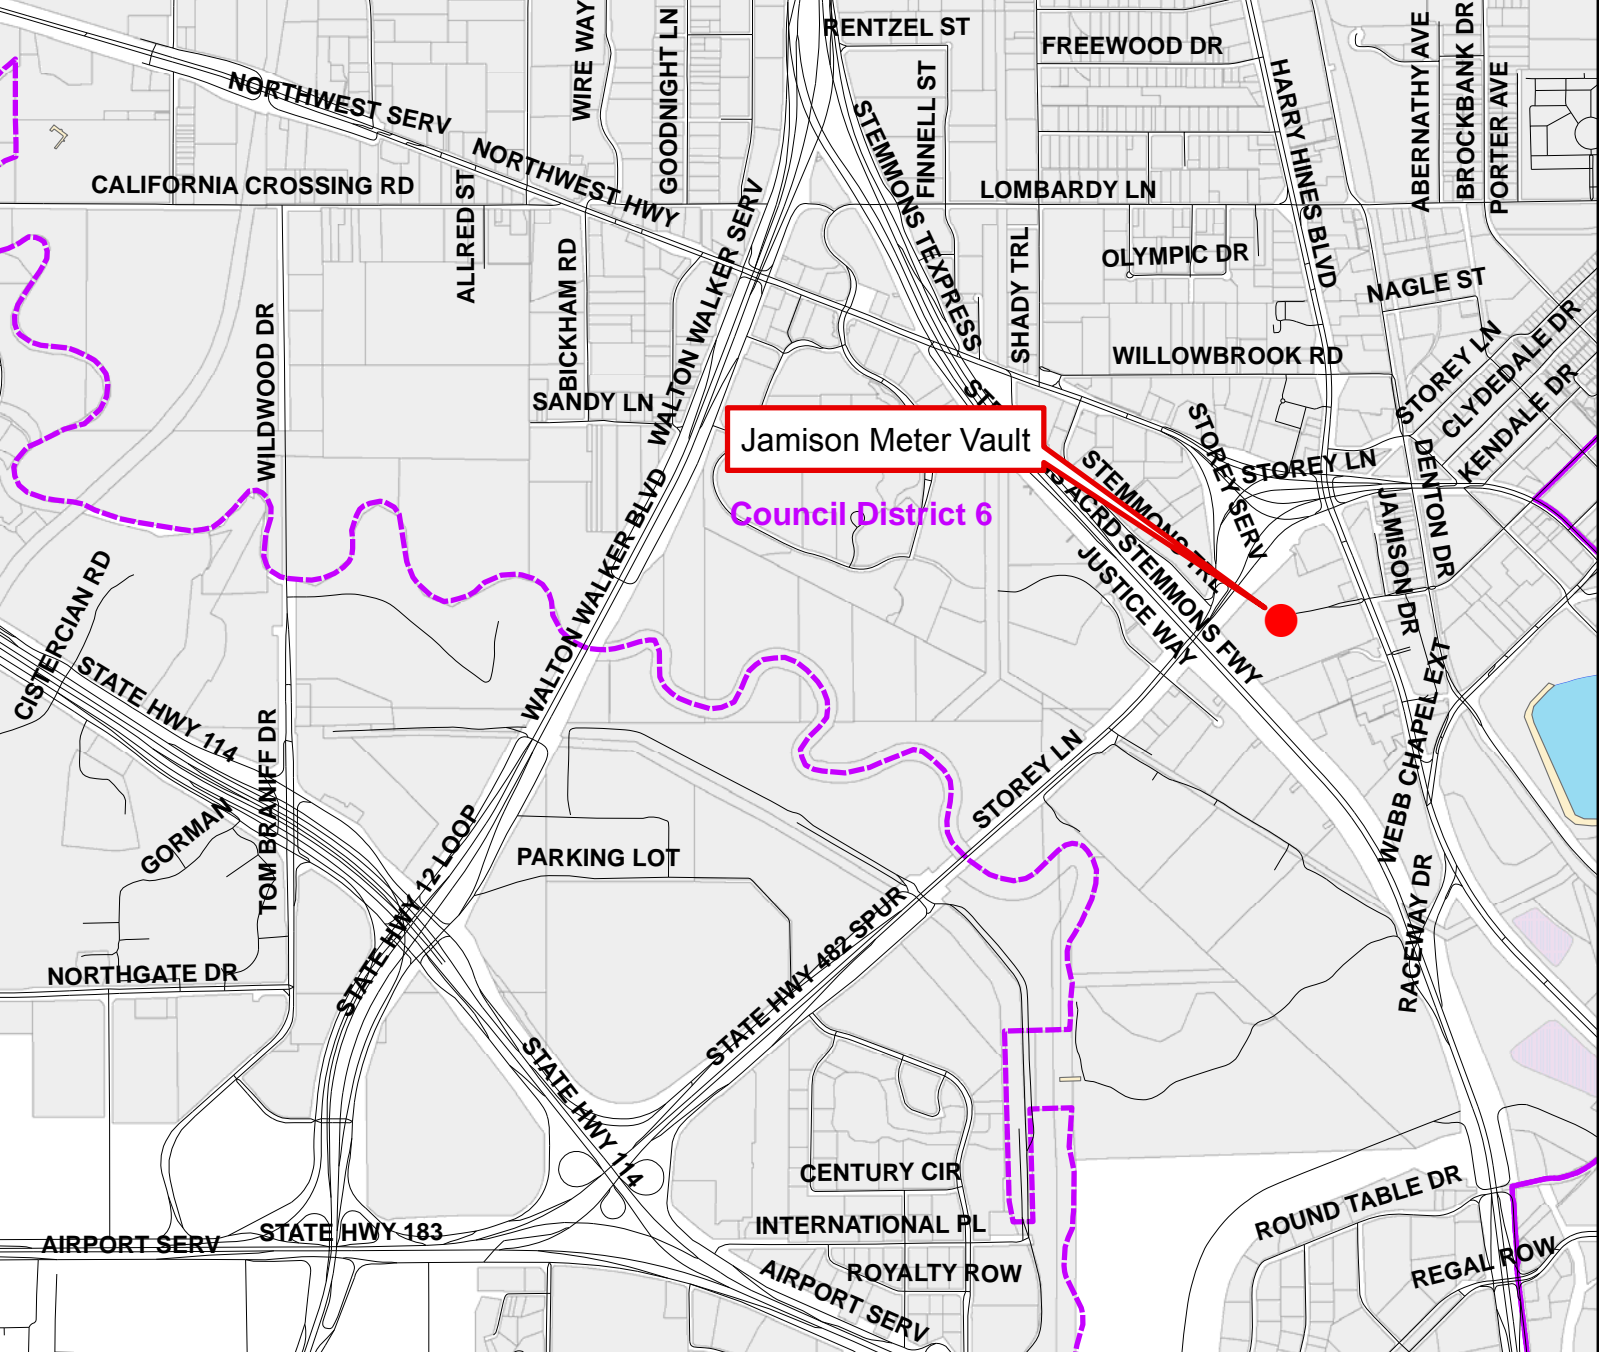 RENTZEL ST
FREEWOOD DR
WIRE WAY
GOODNIGHT LN
FINNELL ST
HARRY HINES BLVD
ABERNATHY AVE
BROCKBANK DR
PORTER AVE
NORTHWEST SERV
NORTHWEST HWY
STEMMONS TEXPRESS
CALIFORNIA CROSSING RD
ALLRED ST
LOMBARDY LN
WALTON WALKER SERV
BICKHAM RD
SHADY TRL
OLYMPIC DR
NAGLE ST
WILDWOOD DR
WILLOWBROOK RD
STOREY LN
CLYDEDALE DR
KENDALE DR
SANDY LN
WALTON WALKER BLVD
Jamison Meter Vault
STOREY SERV
STOREY LN
DENTON DR
JAMISON DR
STEMMONS TRL
ACRD STEMMONS FWY
Council District 6
JUSTICE WAY
CISTERCIAN RD
WALTON WALKER BLVD
STATE HWY 114
TOM BRANIFF DR
GORMAN
STOREY LN
WEBB CHAPEL EXT
STATE HWY 12 LOOP
PARKING LOT
RACEWAY DR
STATE HWY 482 SPUR
NORTHGATE DR
STATE HWY 114
CENTURY CIR
ROUND TABLE DR
INTERNATIONAL PL
STATE HWY 183
AIRPORT SERV
ROYALTY ROW
REGAL ROW
AIRPORT SERV